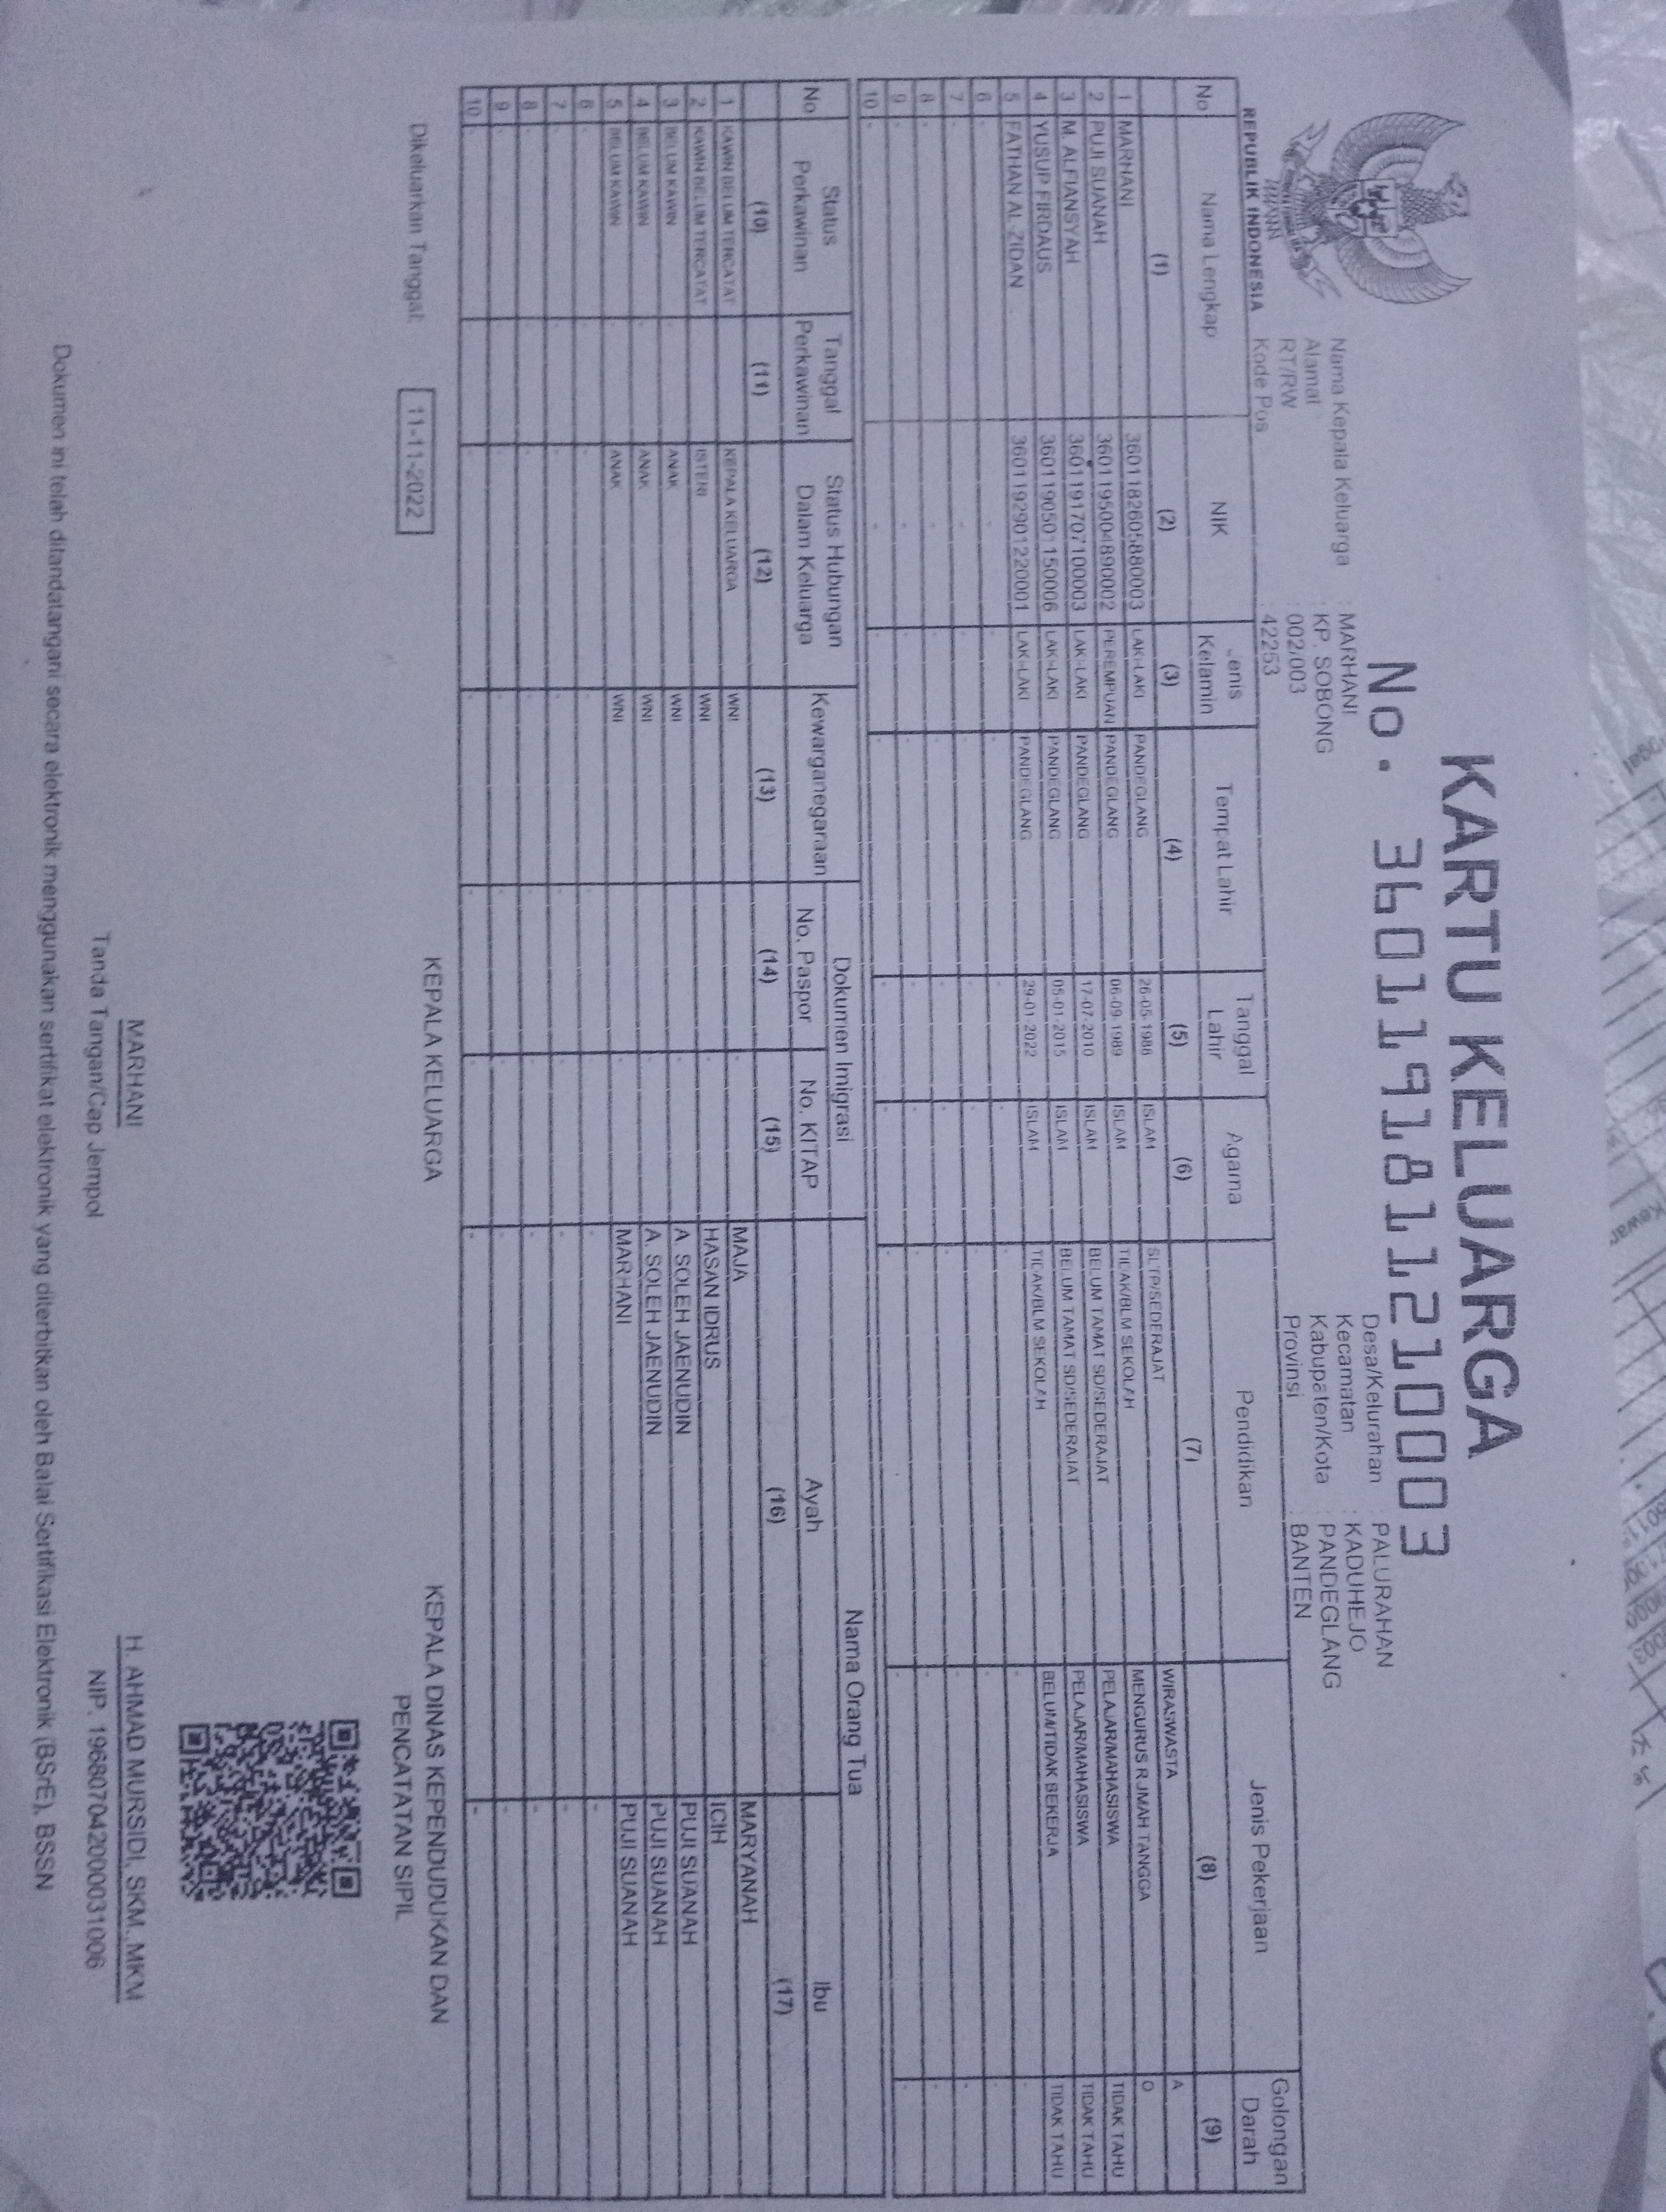 KARTU KELUARGA
No. 3601191811210003
REPUBLIK INDONESIA
Nama Kepala Keluarga : MARHANI
Alamat : KP. SOBONG
RT/RW : 002/003
Kode Pos : 42253
Desa/Kelurahan : PALURAHAN
Kecamatan : KADUHEJO
Kabupaten/Kota : PANDEGLANG
Provinsi : BANTEN
No Nama Lengkap NIK Jenis Kelamin Tempat Lahir Tanggal Lahir Agama Pendidikan Jenis Pekerjaan Golongan Darah
(1) (2) (3) (4) (5) (6) (7) (8) (9)
1 MARHANI 3601182605880003 LAKI-LAKI PANDEGLANG 26-05-1986 ISLAM SLTP/SEDERAJAT WIRASWASTA A
2 PUJI SUANAH 3601195004890002 PEREMPUAN PANDEGLANG 06-09-1989 ISLAM TIDAK/BLM SEKOLAH MENGURUS RUMAH TANGGA O
3 M. ALFIANSYAH 3601191707100003 LAKI-LAKI PANDEGLANG 17-07-2010 ISLAM BELUM TAMAT SD/SEDERAJAT PELAJAR/MAHASISWA TIDAK TAHU
4 YUSUP FIRDAUS 3601190501150006 LAKI-LAKI PANDEGLANG 05-01-2015 ISLAM BELUM TAMAT SD/SEDERAJAT PELAJAR/MAHASISWA TIDAK TAHU
5 FATHAN AL ZIDAN 3601192901220001 LAKI-LAKI PANDEGLANG 29-01-2022 ISLAM TIDAK/BLM SEKOLAH BELUM/TIDAK BEKERJA TIDAK TAHU
6 - - - - - - - - -
7 - - - - - - - - -
8 - - - - - - - - -
9 - - - - - - - - -
10 - - - - - - - - -
No Status Perkawinan Tanggal Perkawinan Status Hubungan Dalam Keluarga Kewarganegaraan Dokumen Imigrasi Nama Orang Tua
No. Paspor No. KITAP Ayah Ibu
(10) (11) (12) (13) (14) (15) (16) (17)
1 KAWIN BELUM TERCATAT - KEPALA KELUARGA WNI - - MAJA MARYANAH
2 KAWIN BELUM TERCATAT - ISTERI WNI - - HASAN IDRUS ICIH
3 BELUM KAWIN - ANAK WNI - - A. SOLEH JAENUDIN PUJI SUANAH
4 BELUM KAWIN - ANAK WNI - - A. SOLEH JAENUDIN PUJI SUANAH
5 BELUM KAWIN - ANAK WNI - - MARHANI PUJI SUANAH
6 - - - - - - - -
7 - - - - - - - -
8 - - - - - - - -
9 - - - - - - - -
10 - - - - - - - -
Dikeluarkan Tanggal: 11-11-2022
KEPALA KELUARGA
MARHANI
Tanda Tangan/Cap Jempol
KEPALA DINAS KEPENDUDUKAN DAN
PENCATATAN SIPIL
H. AHMAD MURSIDI, SKM., MKM
NIP. 196807042000031006
Dokumen ini telah ditandatangani secara elektronik menggunakan sertifikat elektronik yang diterbitkan oleh Balai Sertifikasi Elektronik (BSrE), BSSN